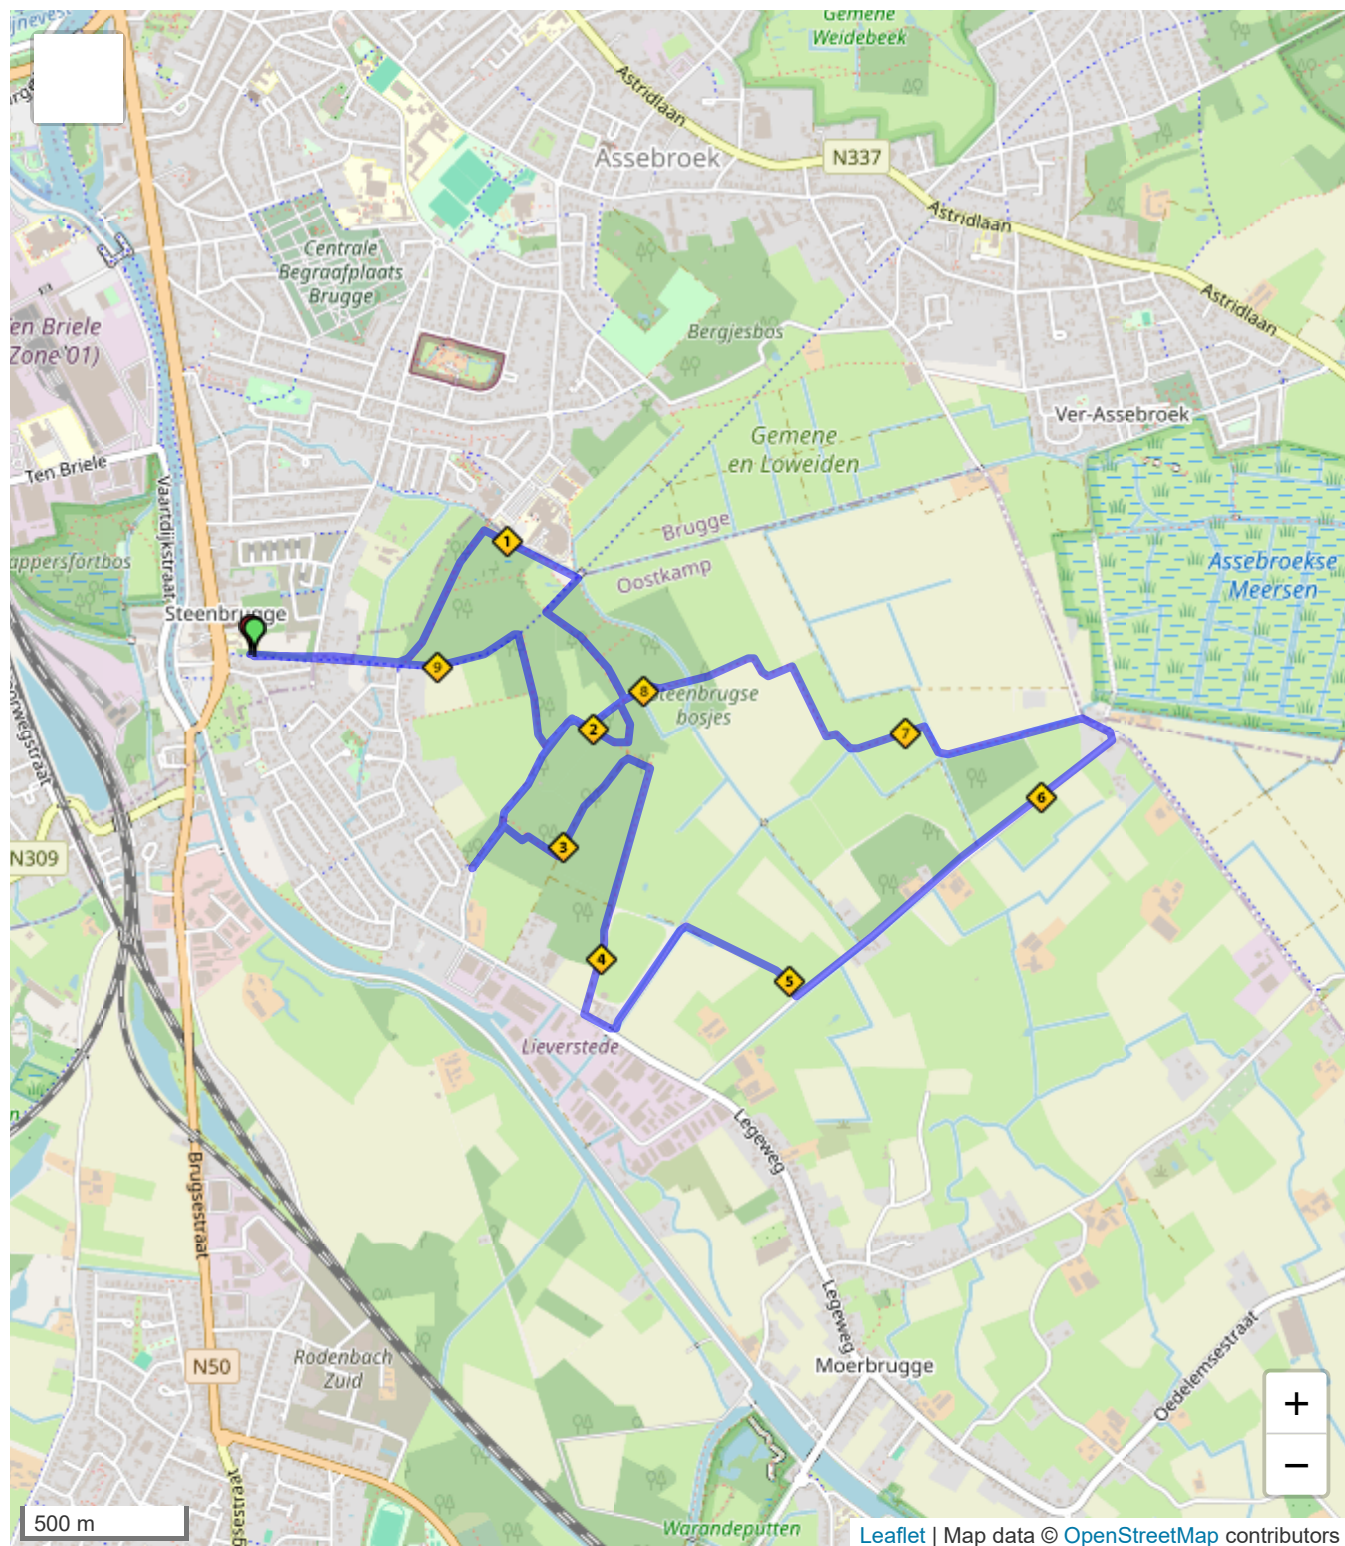 Gemene
Weidebeek
Astridlaan
Assebroek
N337
Astridlaan
Centrale
Begraafplaats
Brugge
Astridlaan
en Briele
Zone 01)
Bergjesbos
Ver-Assebroek
Gemene
en Loweiden
Ten Briele
Vaartdijkstraat
Brugge
1
Oostkamp
appersfortbos
Assebroekse
Meersen
Steenbrugge
9
8
teenbrugse
bosjes
2
7
6
3
N309
4
5
Lieverstede
Legeweg
Brugsestraat
Legeweg
Moerbrugge
N50
Rodenbach
Zuid
Oedelemsestraat
+
−
Warandeputten
500 m
Leaflet | Map data © OpenStreetMap contributors